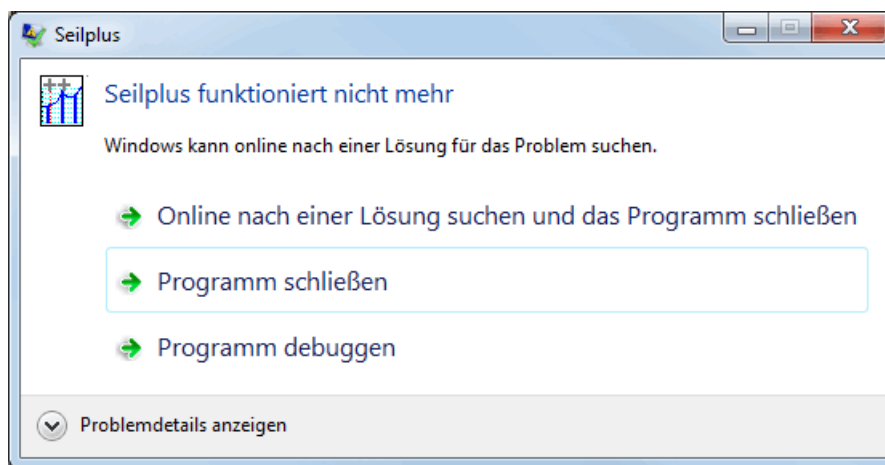 Seilplus
Seilplus funktioniert nicht mehr
Windows kann online nach einer Lösung für das Problem suchen.
Online nach einer Lösung suchen und das Programm schließen
Programm schließen
Programm debuggen
Problemdetails anzeigen